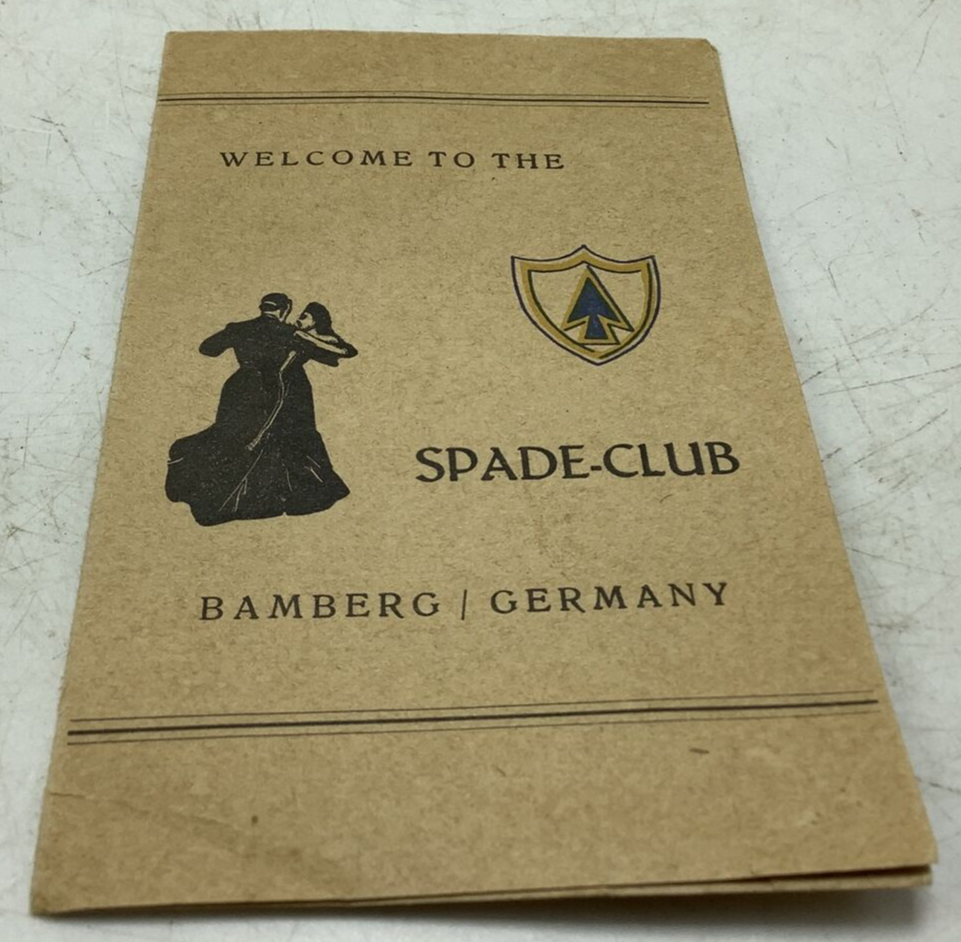 WELCOME TO THE
SPADE-CLUB
BAMBERG / GERMANY